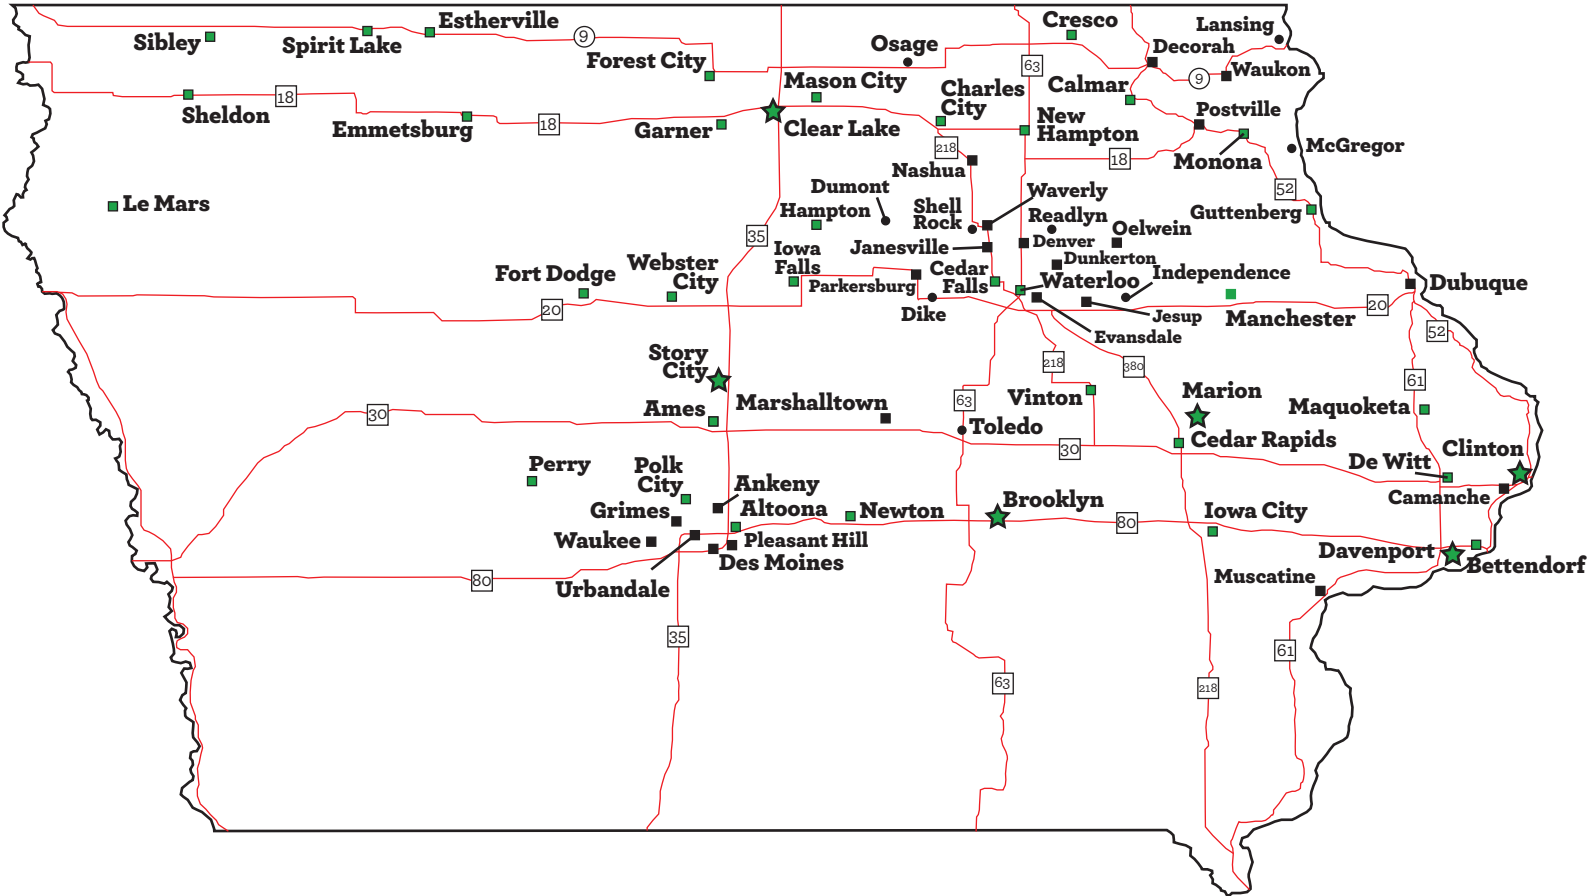 Estherville
Cresco
Lansing
Sibley
Spirit Lake
9
Osage
Decorah
Forest City
63
Waukon
Mason City
Calmar
9
Charles
City
Sheldon
18
Emmetsburg
18
Garner
Clear Lake
New
Hampton
Postville
218
18
Monona
McGregor
Nashua
Dumont
Waverly
52
Le Mars
Hampton
Shell
Rock
Readlyn
Guttenberg
35
Janesville
Denver
Oelwein
Iowa
Falls
Webster
City
Fort Dodge
Parkersburg
Cedar
Falls
Dunkerton
Waterloo
Independence
Dubuque
20
Dike
Jesup
Manchester
20
Evansdale
52
Story
City
218
380
61
Ames
Marshalltown
63
Vinton
Marion
Maquoketa
30
Toledo
30
Cedar Rapids
Clinton
De Witt
Perry
Polk
City
Ankeny
Camanche
Grimes
Altoona
Newton
Brooklyn
80
Iowa City
Waukee
Pleasant Hill
Des Moines
Davenport
Bettendorf
80
Urbandale
Muscatine
35
61
63
218